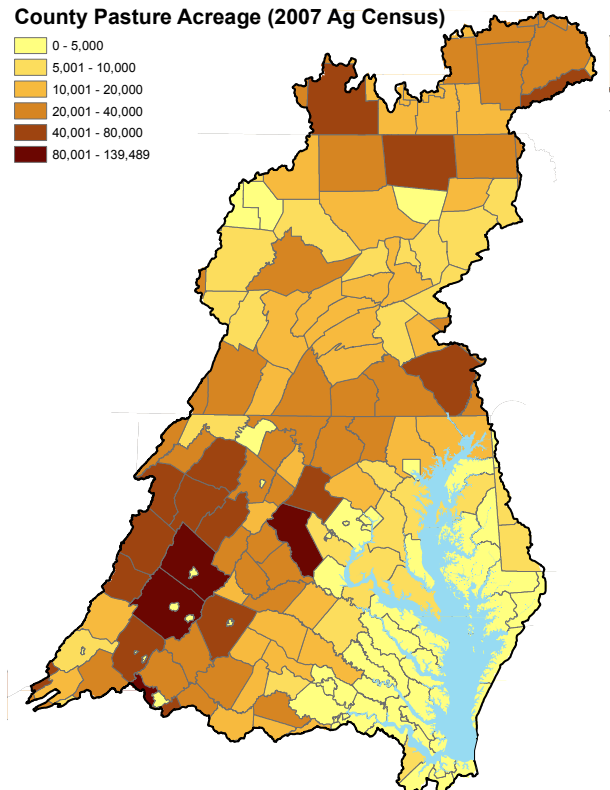 County Pasture Acreage (2007 Ag Census)
0 - 5,000
5,001 - 10,000
10,001 - 20,000
20,001 - 40,000
40,001 - 80,000
80,001 - 139,489